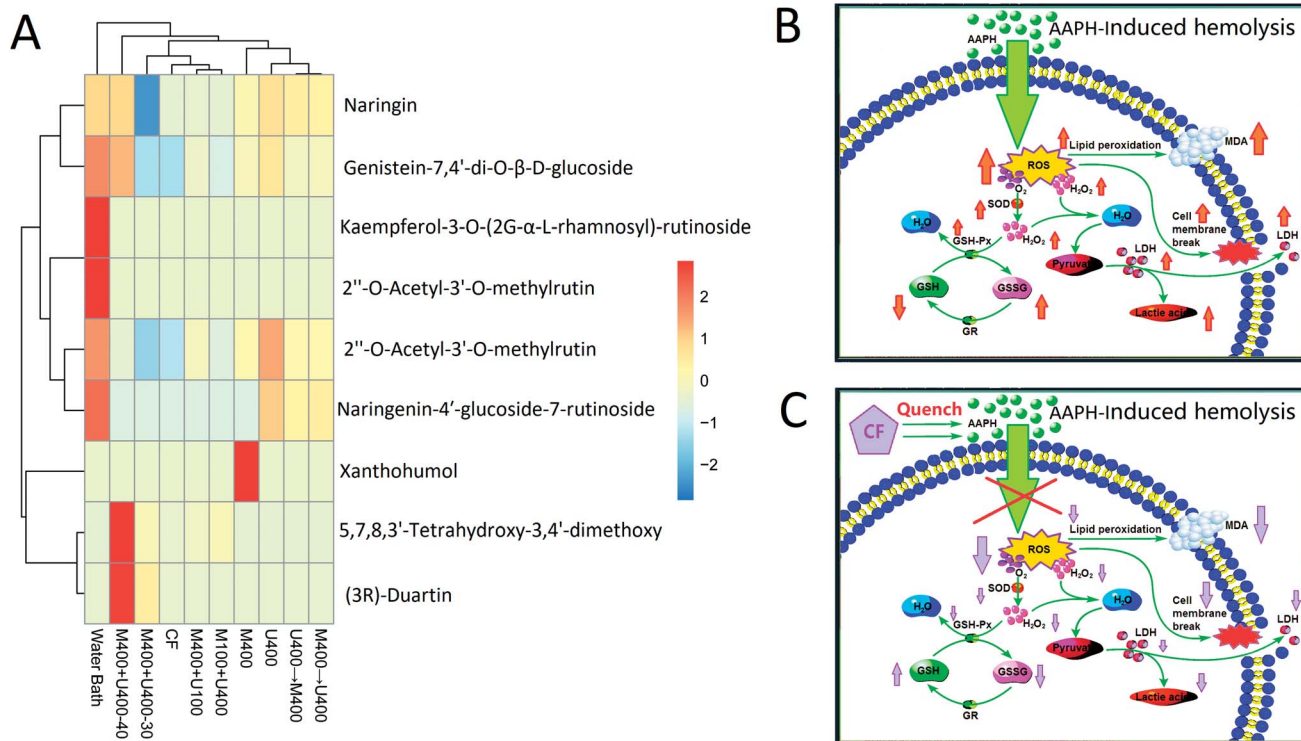 A
Naringin
Genistein-7,4'-di-O-β-D-glucoside
Kaempferol-3-O-(2G-α-L-rhamnosyl)-rutinoside
2''-O-Acetyl-3'-O-methylrutin
2''-O-Acetyl-3'-O-methylrutin
Naringenin-4′-glucoside-7-rutinoside
Xanthohumol
5,7,8,3'-Tetrahydroxy-3,4'-dimethoxy
(3R)-Duartin
2
1
0
−1
−2
Water Bath
M400+U400-40
M400+U400-30
CF
M400+U100
M100+U400
M400
U400
U400→M400
M400→U400
B
AAPH-Induced hemolysis
AAPH
Lipid peroxidation
MDA
ROS
O₂
H₂O₂
SOD
H₂O
GSH-Px
H₂O₂
H₂O
Cell
membrane
break
LDH
LDH
Pyruvat
GSH
GSSG
GR
Lactie acid
C
CF
Quench
AAPH
AAPH-Induced hemolysis
Lipid peroxidation
MDA
ROS
O₂
H₂O₂
SOD
H₂O
GSH-Px
H₂O₂
H₂O
Cell
membrane
break
LDH
LDH
Pyruvat
GSH
GSSG
GR
Lactie acid